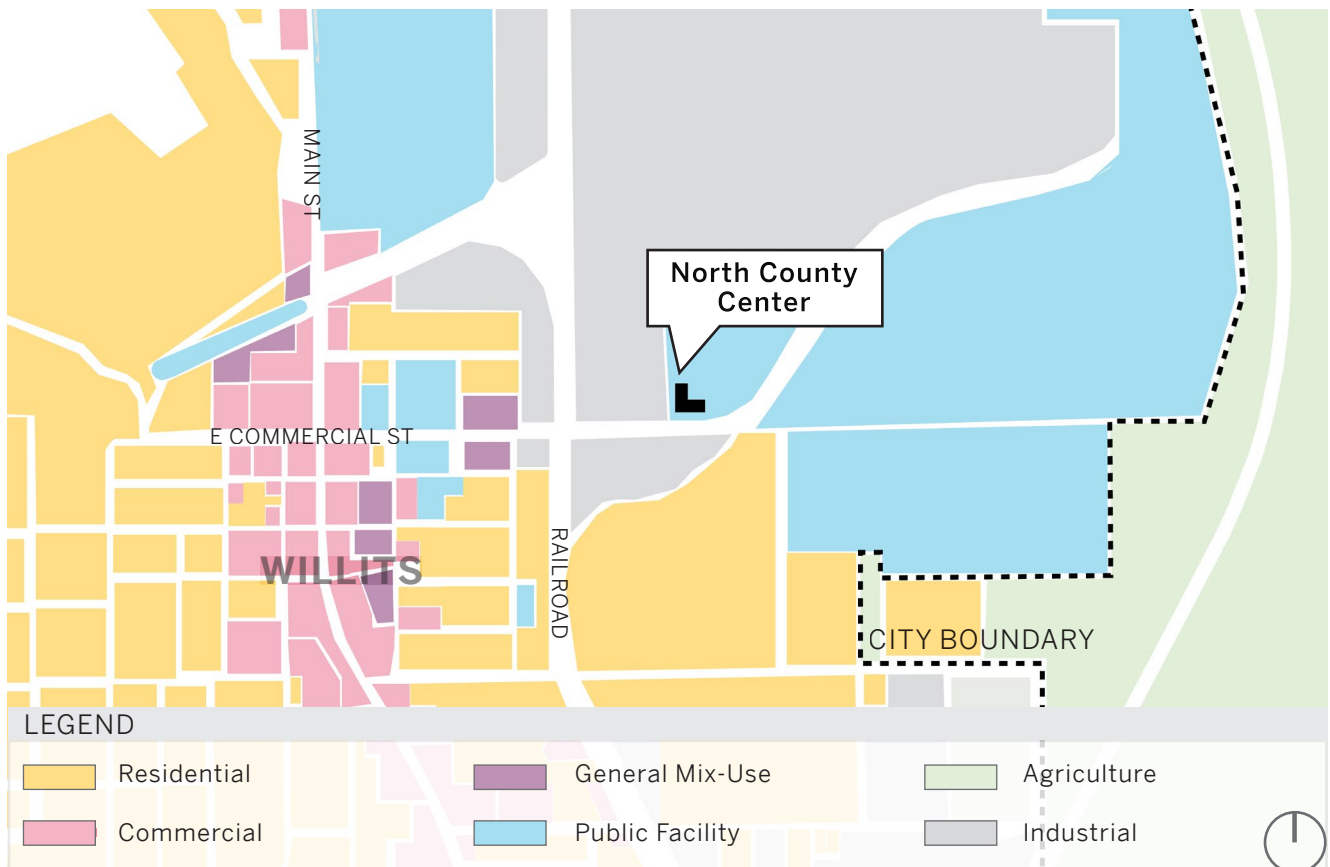 MAIN ST
North County
Center
E COMMERCIAL ST
RAILROAD
WILLITS
CITY BOUNDARY
LEGEND
Residential
General Mix-Use
Agriculture
Commercial
Public Facility
Industrial